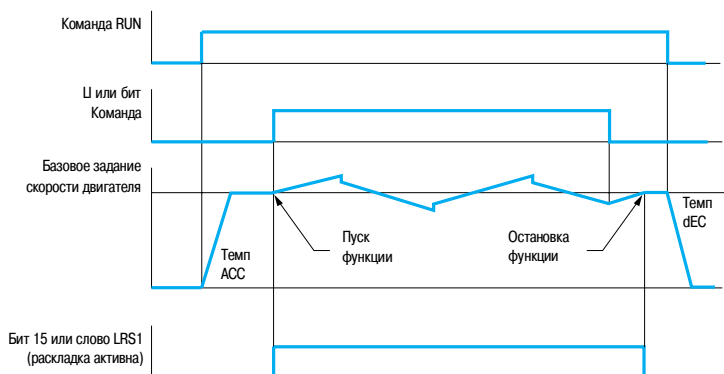 Команда RUN
LI или бит
Команда
Базовое задание
скорости двигателя
Темп
ACC
Пуск
функции
Остановка
функции
Темп
dEC
Бит 15 или слово LRS1
(раскладка активна)